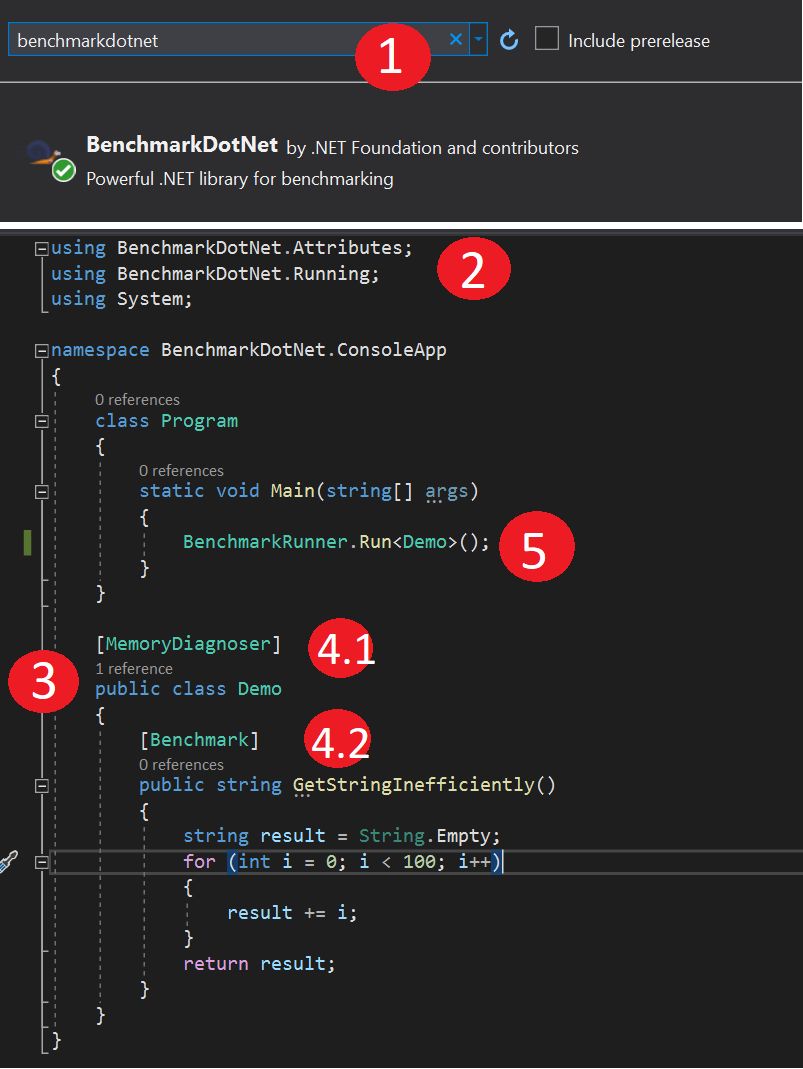 benchmarkdotnet
1
Include prerelease
BenchmarkDotNet by .NET Foundation and contributors
Powerful .NET library for benchmarking
using BenchmarkDotNet.Attributes;
using BenchmarkDotNet.Running;
2
using System;
namespace BenchmarkDotNet.ConsoleApp
{
0 references
class Program
{
0 references
static void Main(string[] args)
{
BenchmarkRunner.Run<Demo>();
5
}
}
[MemoryDiagnoser]
4.1
1 reference
3
public class Demo
{
[Benchmark]
4.2
0 references
public string GetStringInefficiently()
{
string result = String.Empty;
for (int i = 0; i < 100; i++)
{
result += i;
}
return result;
}
}
}